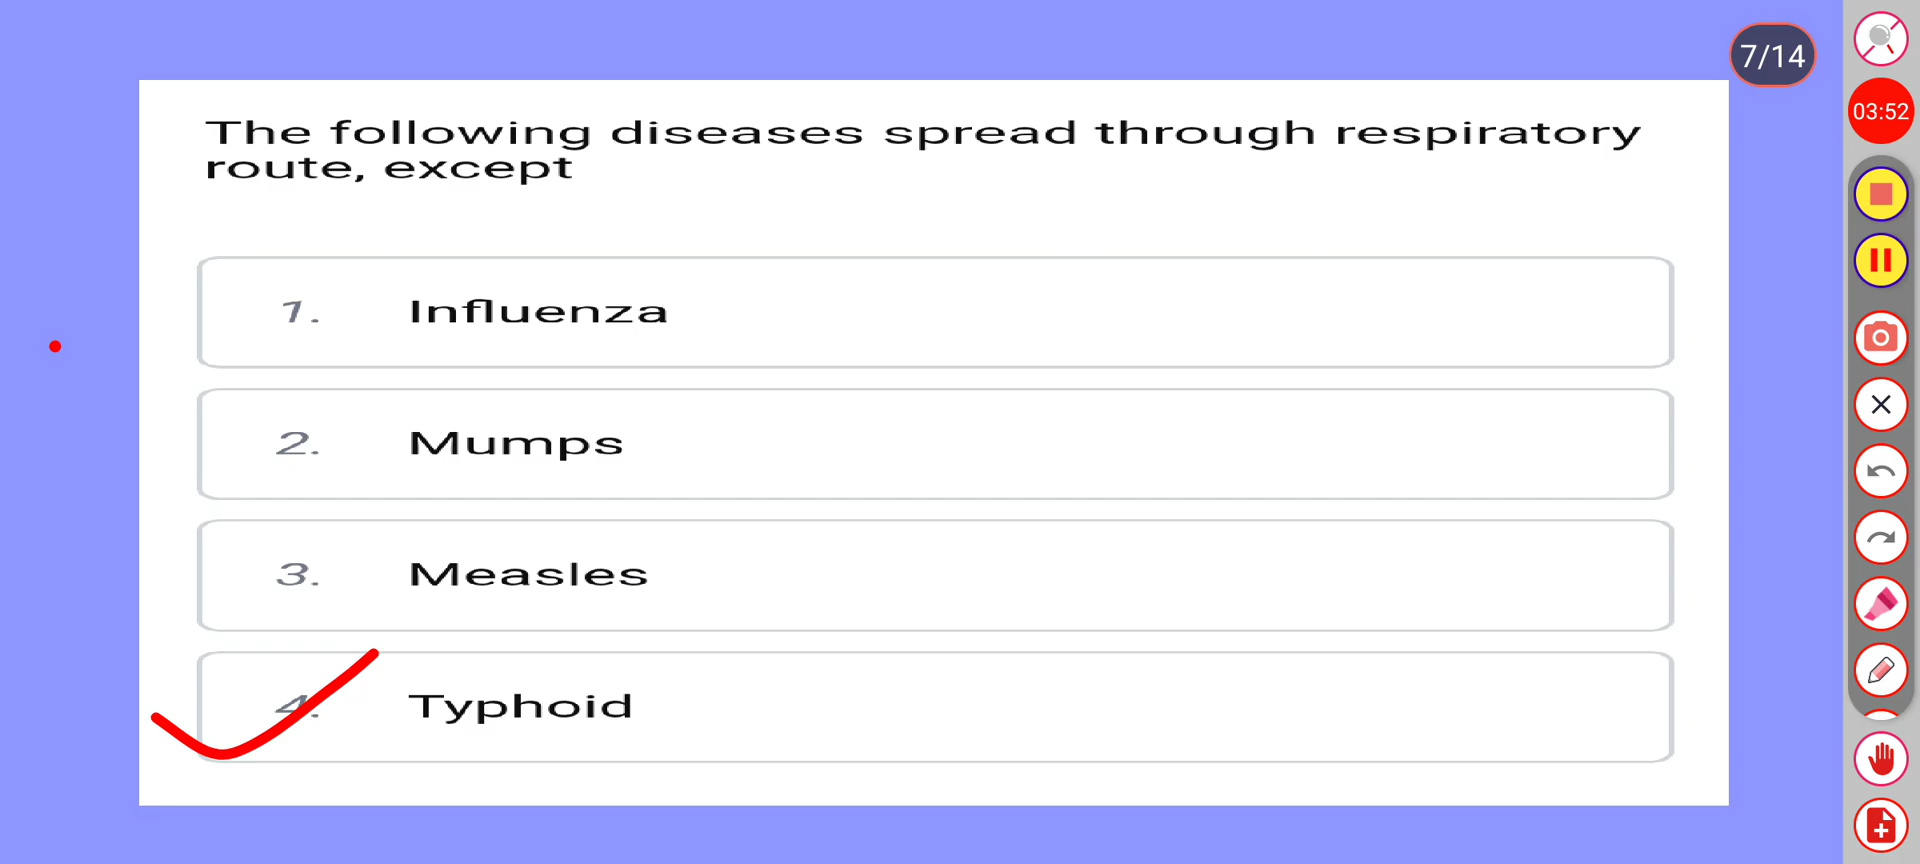 7/14
03:52
The following diseases spread through respiratory
route, except
1. Influenza
2. Mumps
3. Measles
4. Typhoid